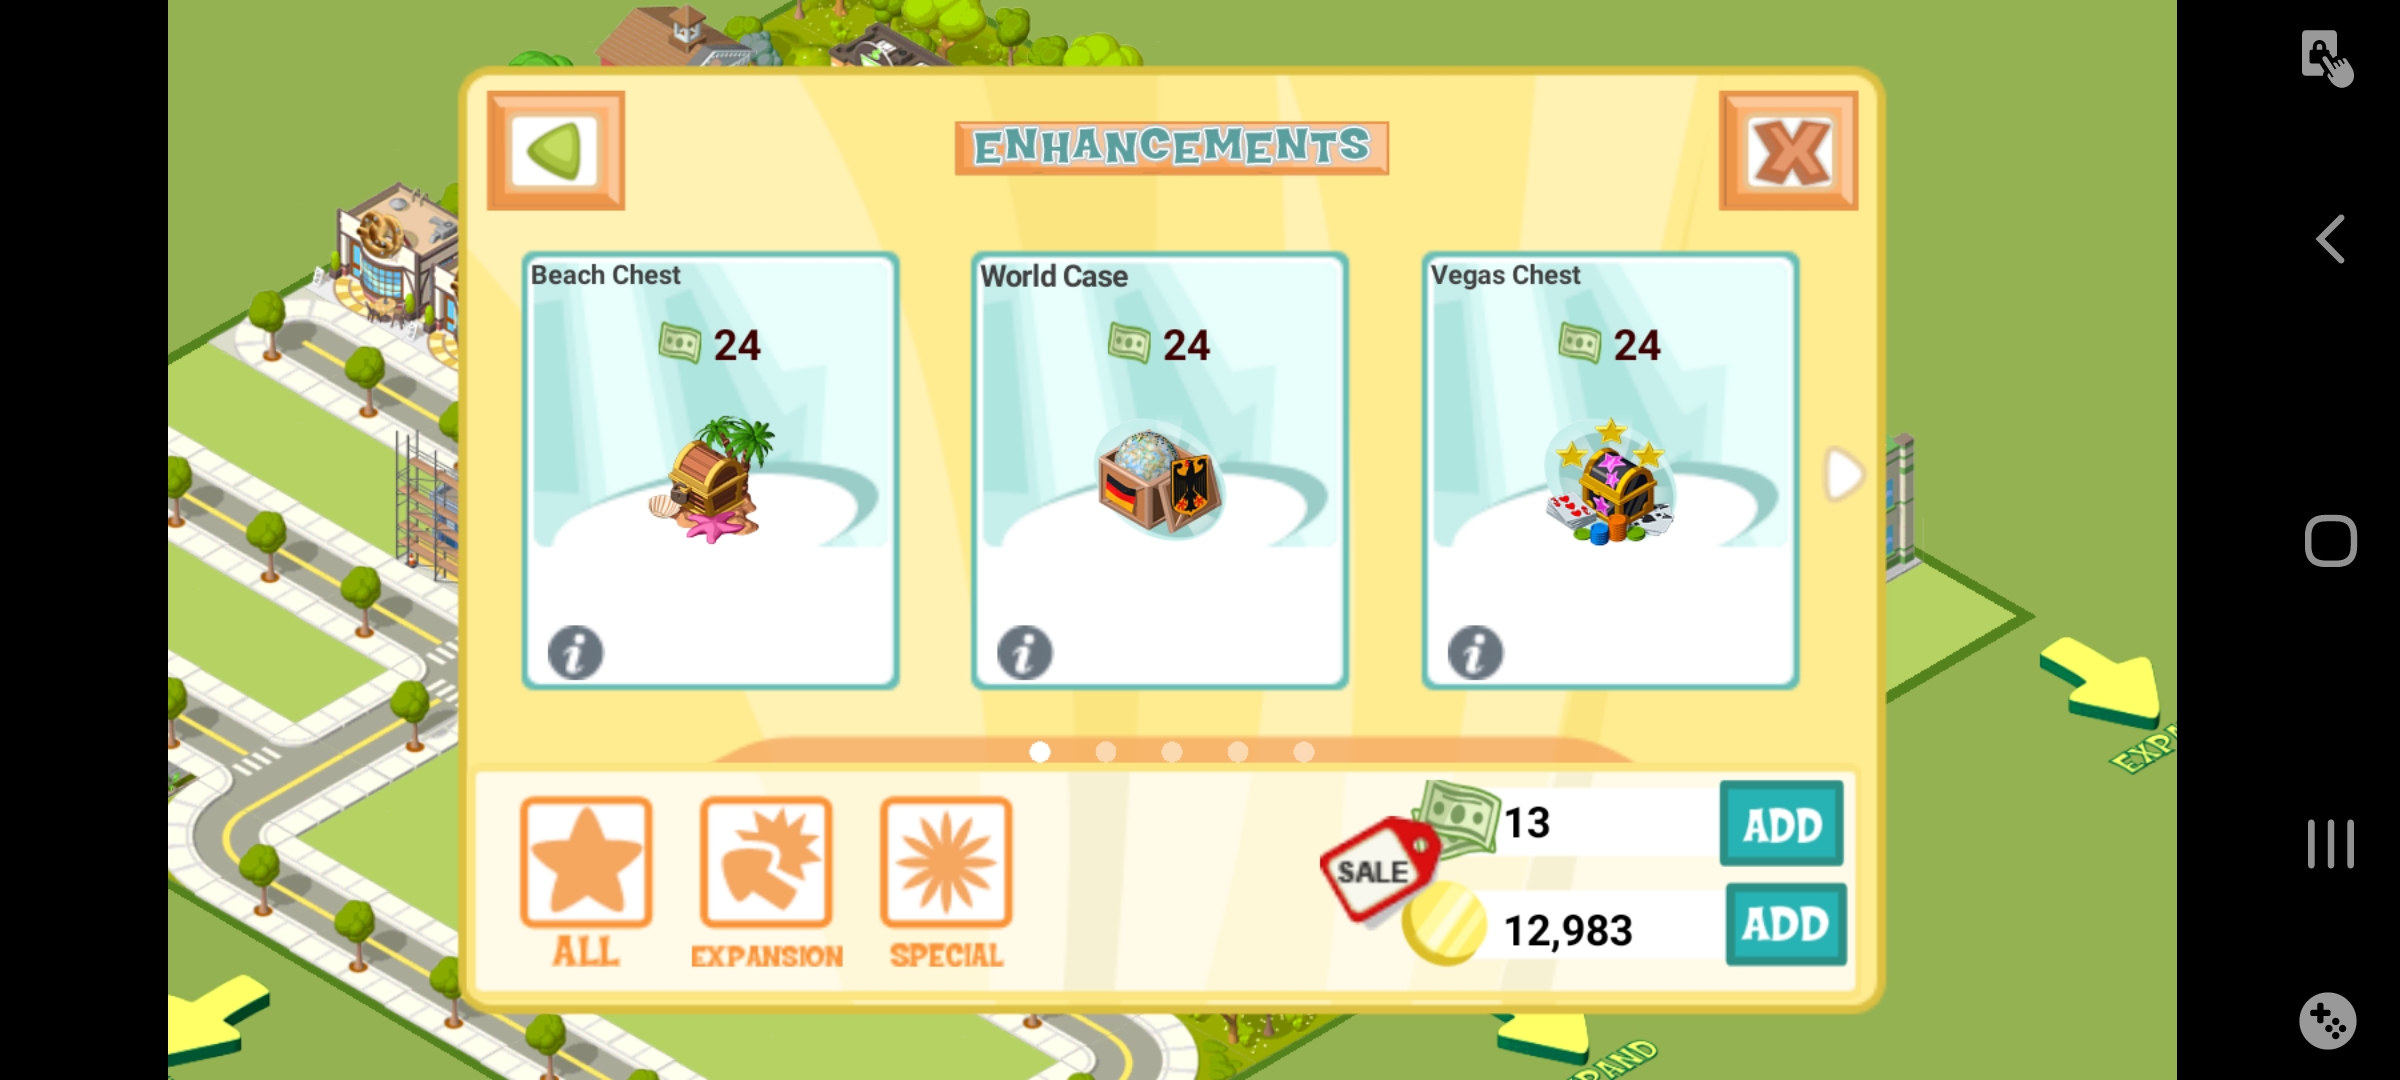 ENHANCEMENTS
Beach Chest
24
World Case
24
Vegas Chest
24
ALL
EXPANSION
SPECIAL
SALE
13
ADD
12,983
ADD